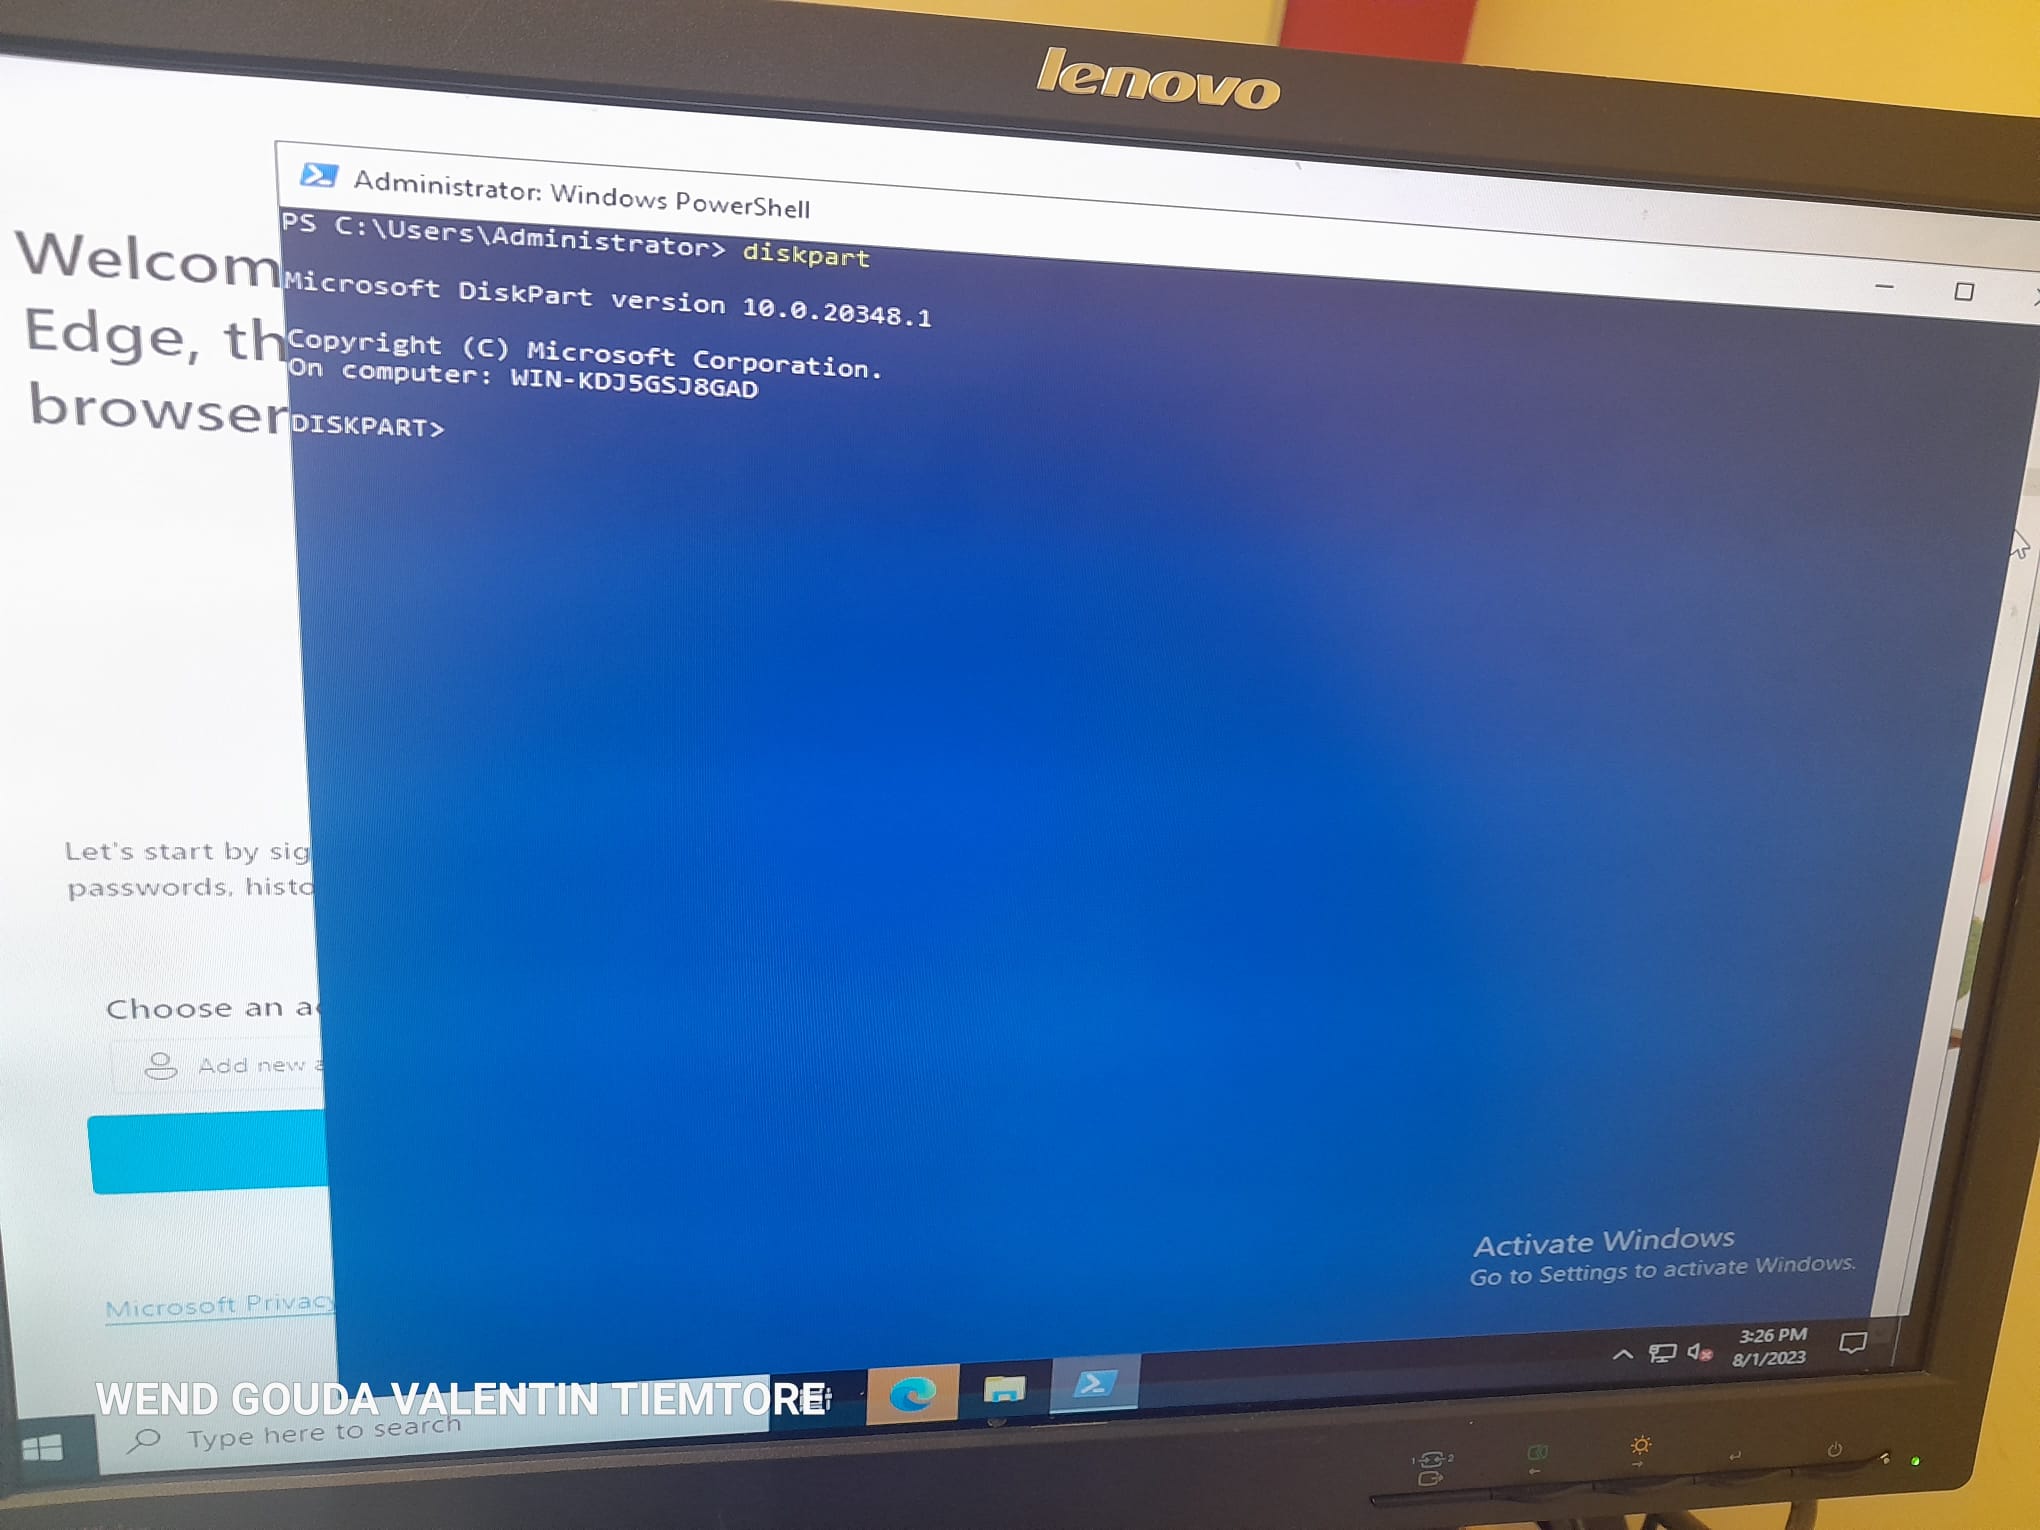 lenovo
Administrator: Windows PowerShell
PS C:\Users\Administrator> diskpart
Microsoft DiskPart version 10.0.20348.1
Copyright (C) Microsoft Corporation.
On computer: WIN-KDJ5GSJ8GAD
DISKPART>
Welcom
Edge, th
browser
Let's start by sig
passwords, histo
Choose an a
Add new a
Microsoft Privacy
Activate Windows
Go to Settings to activate Windows.
3:26 PM
8/1/2023
WEND GOUDA VALENTIN TIEMTORE
Type here to search